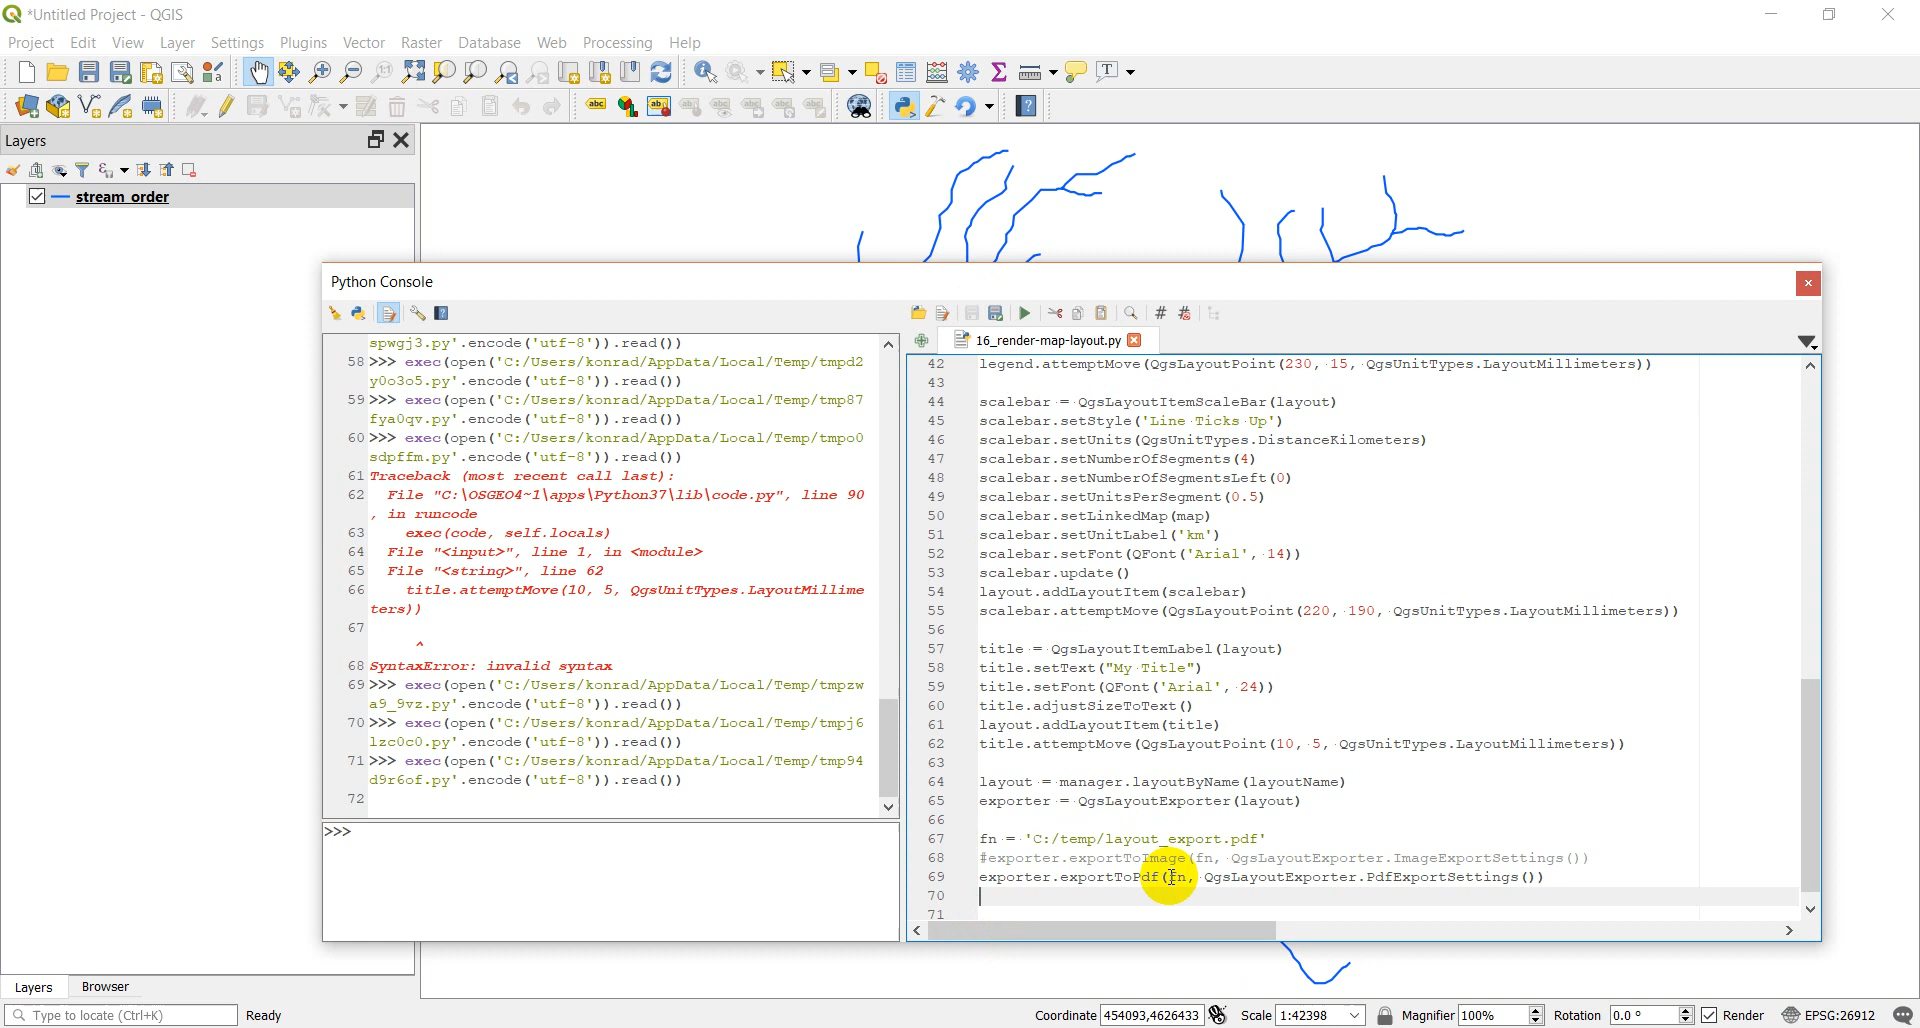 *Untitled Project - QGIS
Project Edit View Layer Settings Plugins Vector Raster Database Web Processing Help
Layers
stream_order
Python Console
16_render-map-layout.py
spwgj3.py'.encode('utf-8')).read())
58 >>> exec(open('C:/Users/konrad/AppData/Local/Temp/tmpd2
y0o3o5.py'.encode('utf-8')).read())
59 >>> exec(open('C:/Users/konrad/AppData/Local/Temp/tmp87
fya0qv.py'.encode('utf-8')).read())
60 >>> exec(open('C:/Users/konrad/AppData/Local/Temp/tmpo0
sdpffm.py'.encode('utf-8')).read())
61 Traceback (most recent call last):
62 File "C:\OSGEO4~1\apps\Python37\lib\code.py", line 90
, in runcode
63 exec(code, self.locals)
64 File "<input>", line 1, in <module>
65 File "<string>", line 62
66 title.attemptMove(10, 5, QgsUnitTypes.LayoutMillime
ters))
67
^
68 SyntaxError: invalid syntax
69 >>> exec(open('C:/Users/konrad/AppData/Local/Temp/tmpzw
a9_9vz.py'.encode('utf-8')).read())
70 >>> exec(open('C:/Users/konrad/AppData/Local/Temp/tmpj6
lzc0c0.py'.encode('utf-8')).read())
71 >>> exec(open('C:/Users/konrad/AppData/Local/Temp/tmp94
d9r6of.py'.encode('utf-8')).read())
72
>>>
42 legend.attemptMove(QgsLayoutPoint(230, 15, QgsUnitTypes.LayoutMillimeters))
43
44 scalebar = QgsLayoutItemScaleBar(layout)
45 scalebar.setStyle('Line Ticks Up')
46 scalebar.setUnits(QgsUnitTypes.DistanceKilometers)
47 scalebar.setNumberOfSegments(4)
48 scalebar.setNumberOfSegmentsLeft(0)
49 scalebar.setUnitsPerSegment(0.5)
50 scalebar.setLinkedMap(map)
51 scalebar.setUnitLabel('km')
52 scalebar.setFont(QFont('Arial', 14))
53 scalebar.update()
54 layout.addLayoutItem(scalebar)
55 scalebar.attemptMove(QgsLayoutPoint(220, 190, QgsUnitTypes.LayoutMillimeters))
56
57 title = QgsLayoutItemLabel(layout)
58 title.setText("My Title")
59 title.setFont(QFont('Arial', 24))
60 title.adjustSizeToText()
61 layout.addLayoutItem(title)
62 title.attemptMove(QgsLayoutPoint(10, 5, QgsUnitTypes.LayoutMillimeters))
63
64 layout = manager.layoutByName(layoutName)
65 exporter = QgsLayoutExporter(layout)
66
67 fn = 'C:/temp/layout_export.pdf'
68 #exporter.exportToImage(fn, QgsLayoutExporter.ImageExportSettings())
69 exporter.exportToPdf(fn, QgsLayoutExporter.PdfExportSettings())
70
71
Layers Browser
Type to locate (Ctrl+K) Ready Coordinate 454093,4626433 Scale 1:42398 Magnifier 100% Rotation 0.0 ° Render EPSG:26912